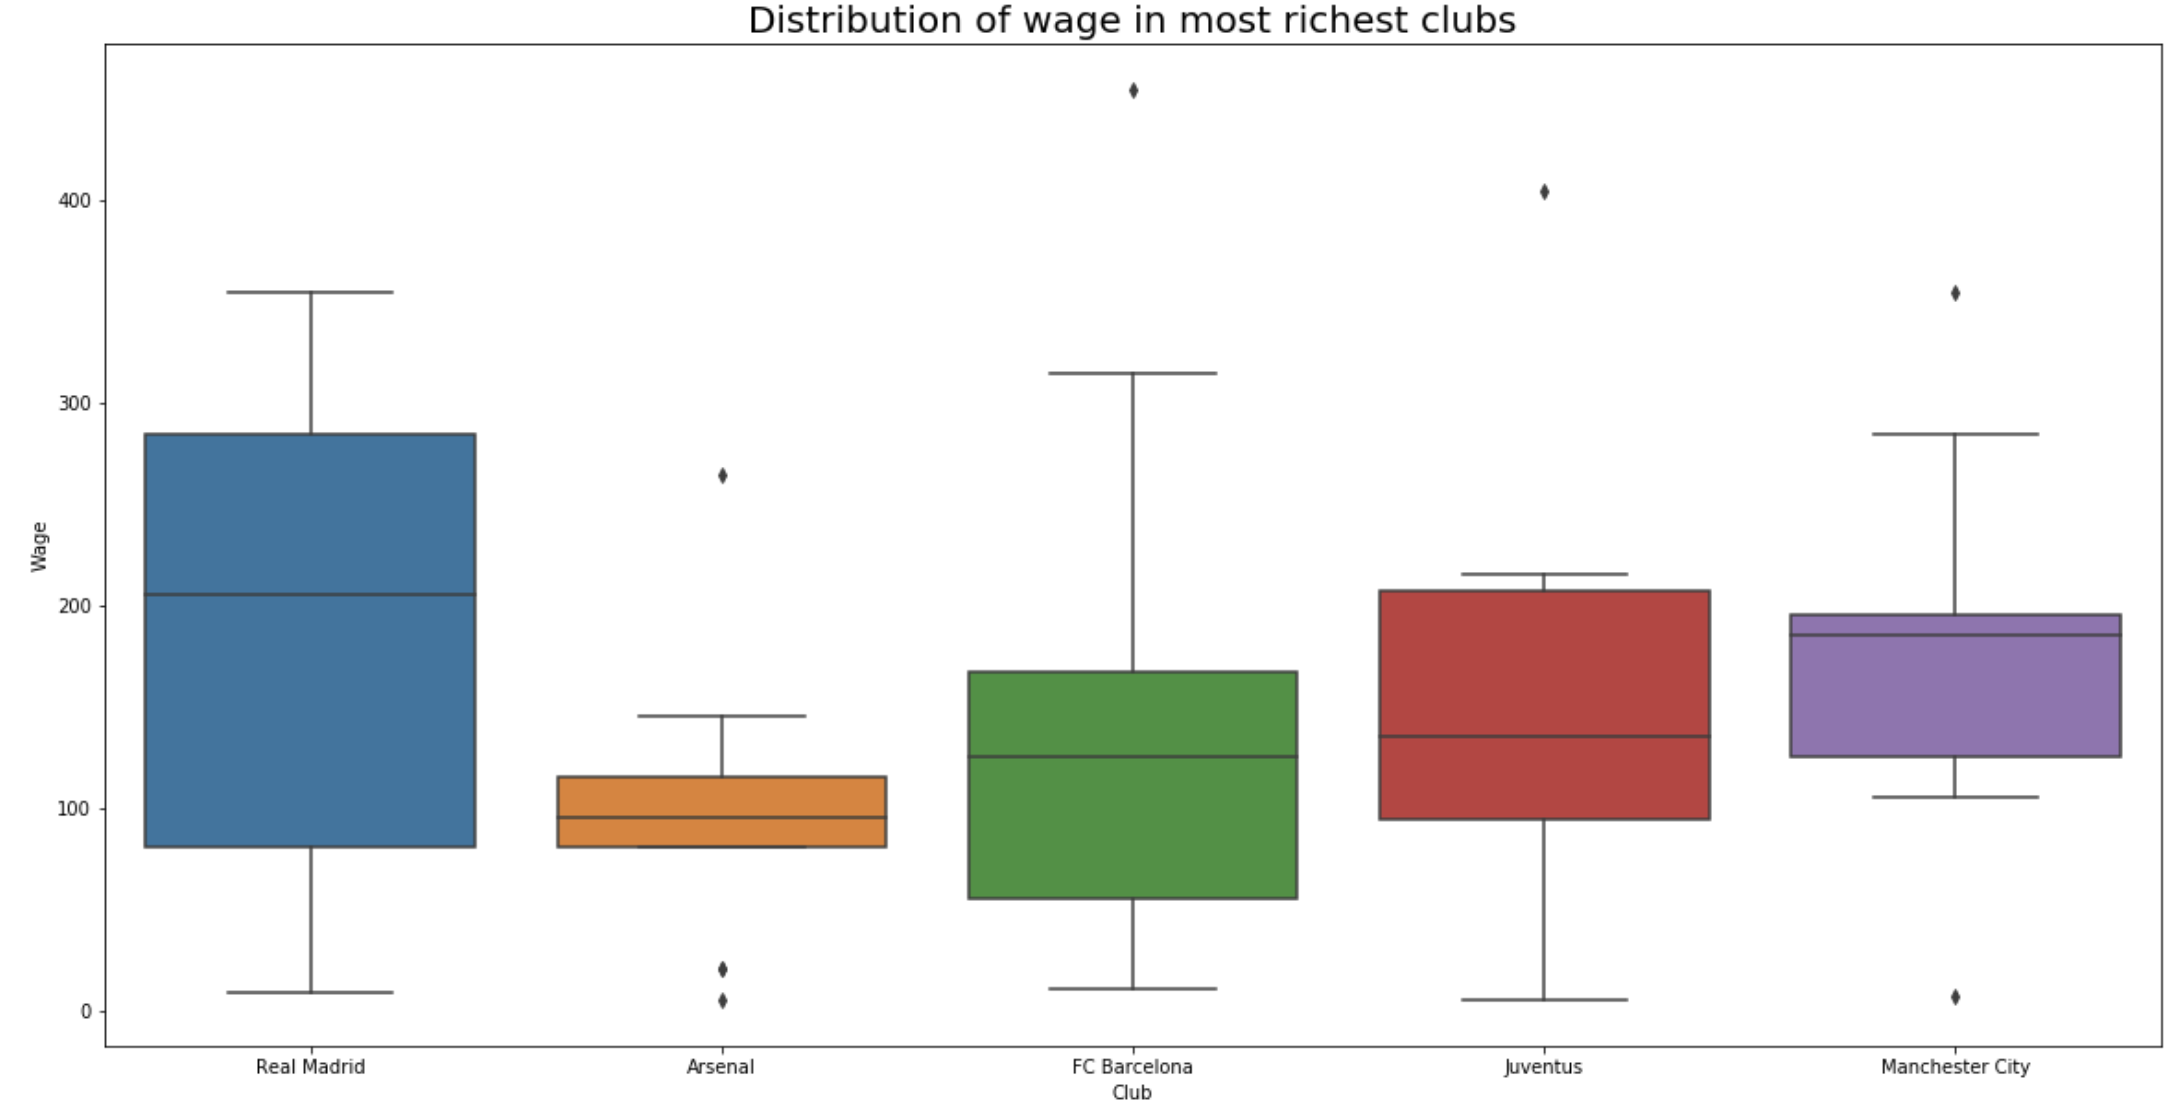 Distribution of wage in most richest clubs
400
300
200
100
0
Wage
Real Madrid
Arsenal
FC Barcelona
Juventus
Manchester City
Club